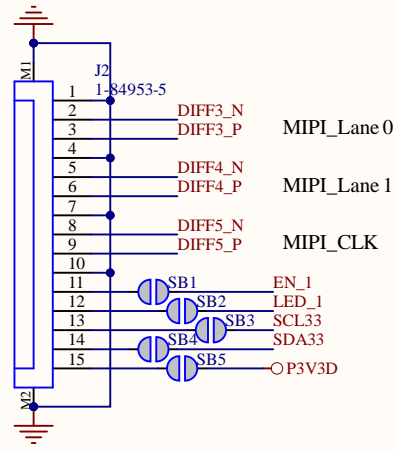 M1
J2
1-84953-5
1
2 DIFF3_N
3 DIFF3_P MIPI_Lane 0
4
5 DIFF4_N
6 DIFF4_P MIPI_Lane 1
7
8 DIFF5_N
9 DIFF5_P MIPI_CLK
10
11 SB1 EN_1
12 SB2 LED_1
13 SB3 SCL33
14 SB4 SDA33
15 SB5 P3V3D
M2